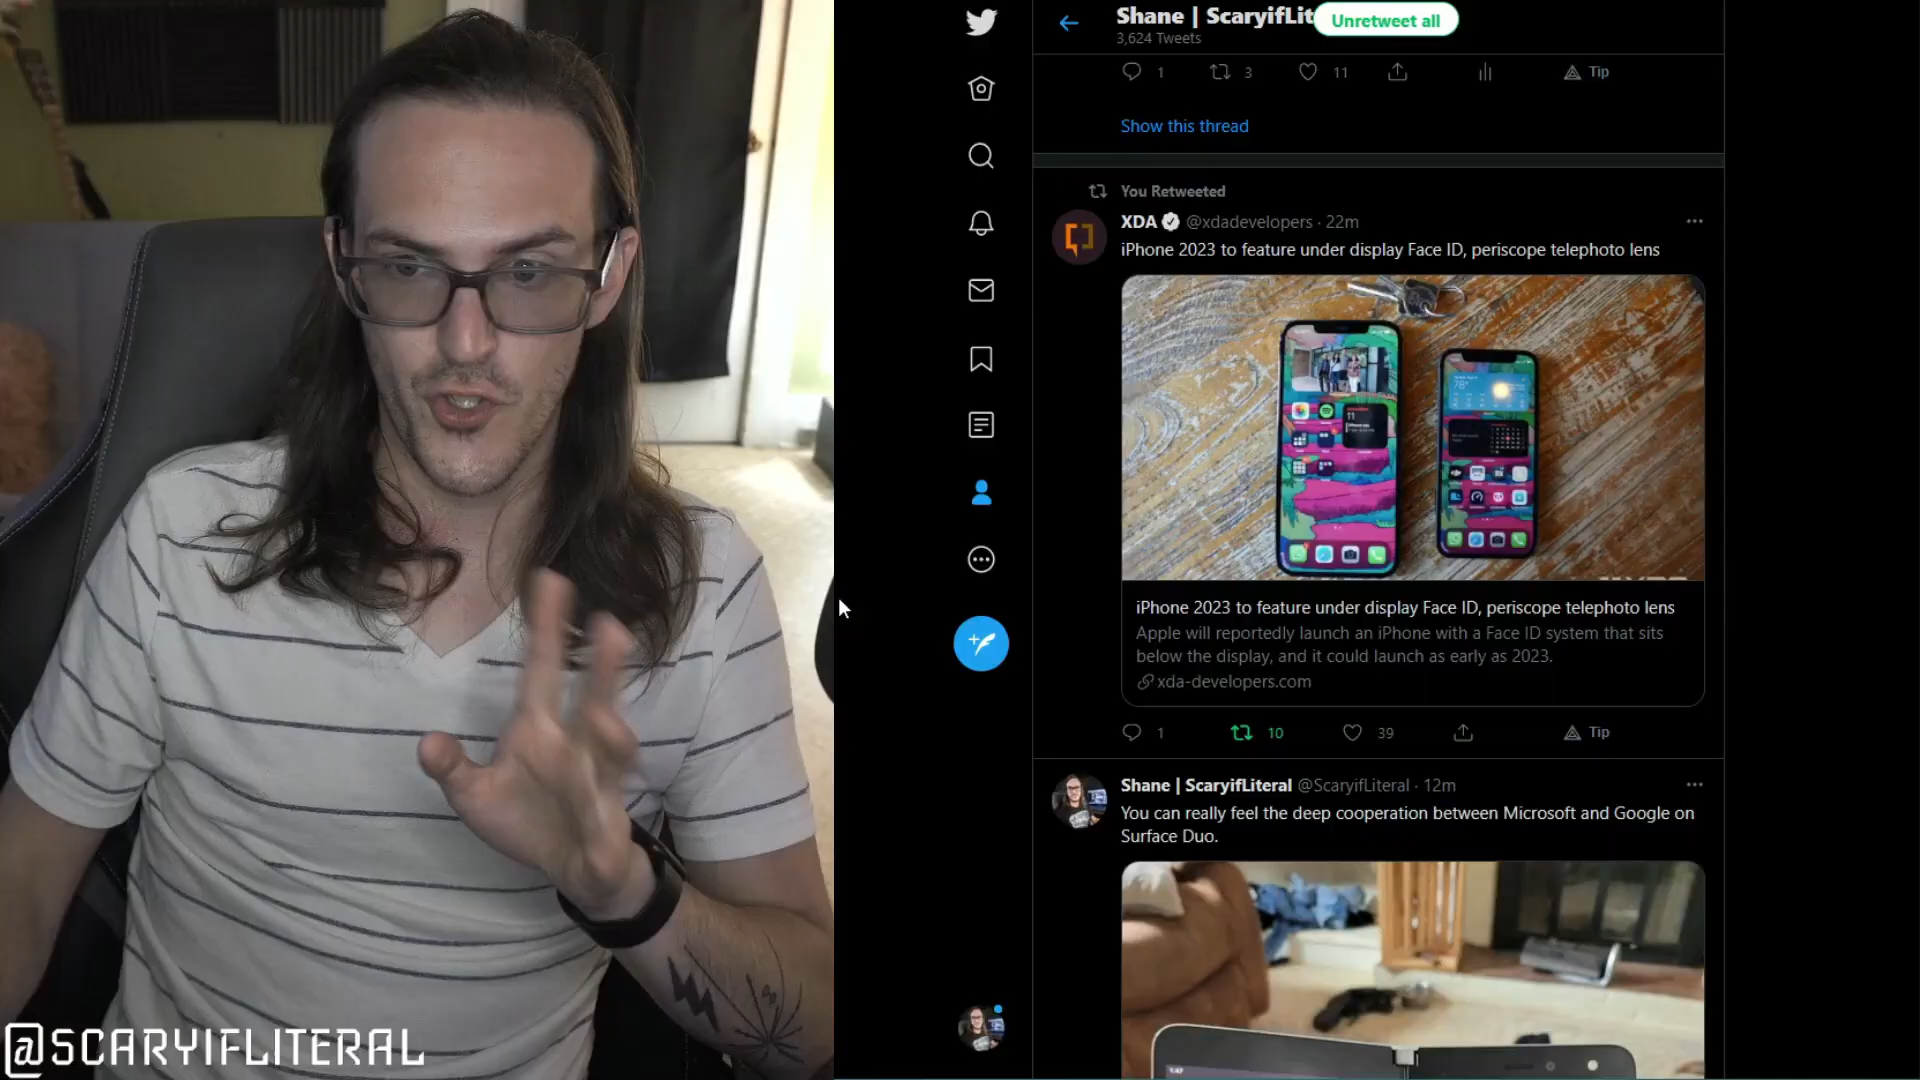 Shane | ScaryifLit
Unretweet all
3,624 Tweets
1
3
11
Tip
Show this thread
You Retweeted
XDA @xdadevelopers · 22m
iPhone 2023 to feature under display Face ID, periscope telephoto lens
iPhone 2023 to feature under display Face ID, periscope telephoto lens
Apple will reportedly launch an iPhone with a Face ID system that sits
below the display, and it could launch as early as 2023.
xda-developers.com
1
10
39
Tip
Shane | ScaryifLiteral @ScaryifLiteral · 12m
You can really feel the deep cooperation between Microsoft and Google on
Surface Duo.
@SCARYIFLITERAL